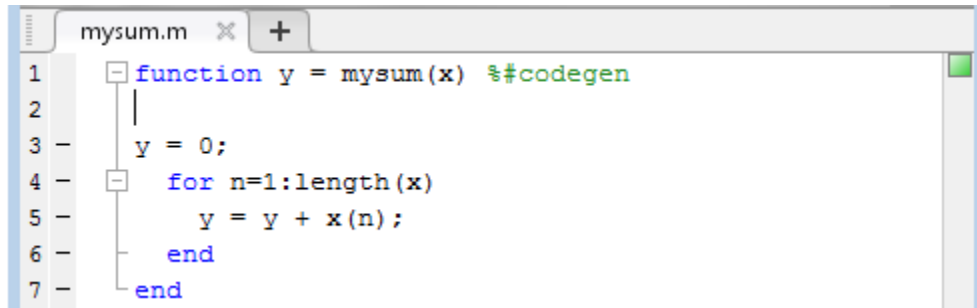 mysum.m
1 function y = mysum(x) %#codegen
2
3 – y = 0;
4 – for n=1:length(x)
5 – y = y + x(n);
6 – end
7 – end